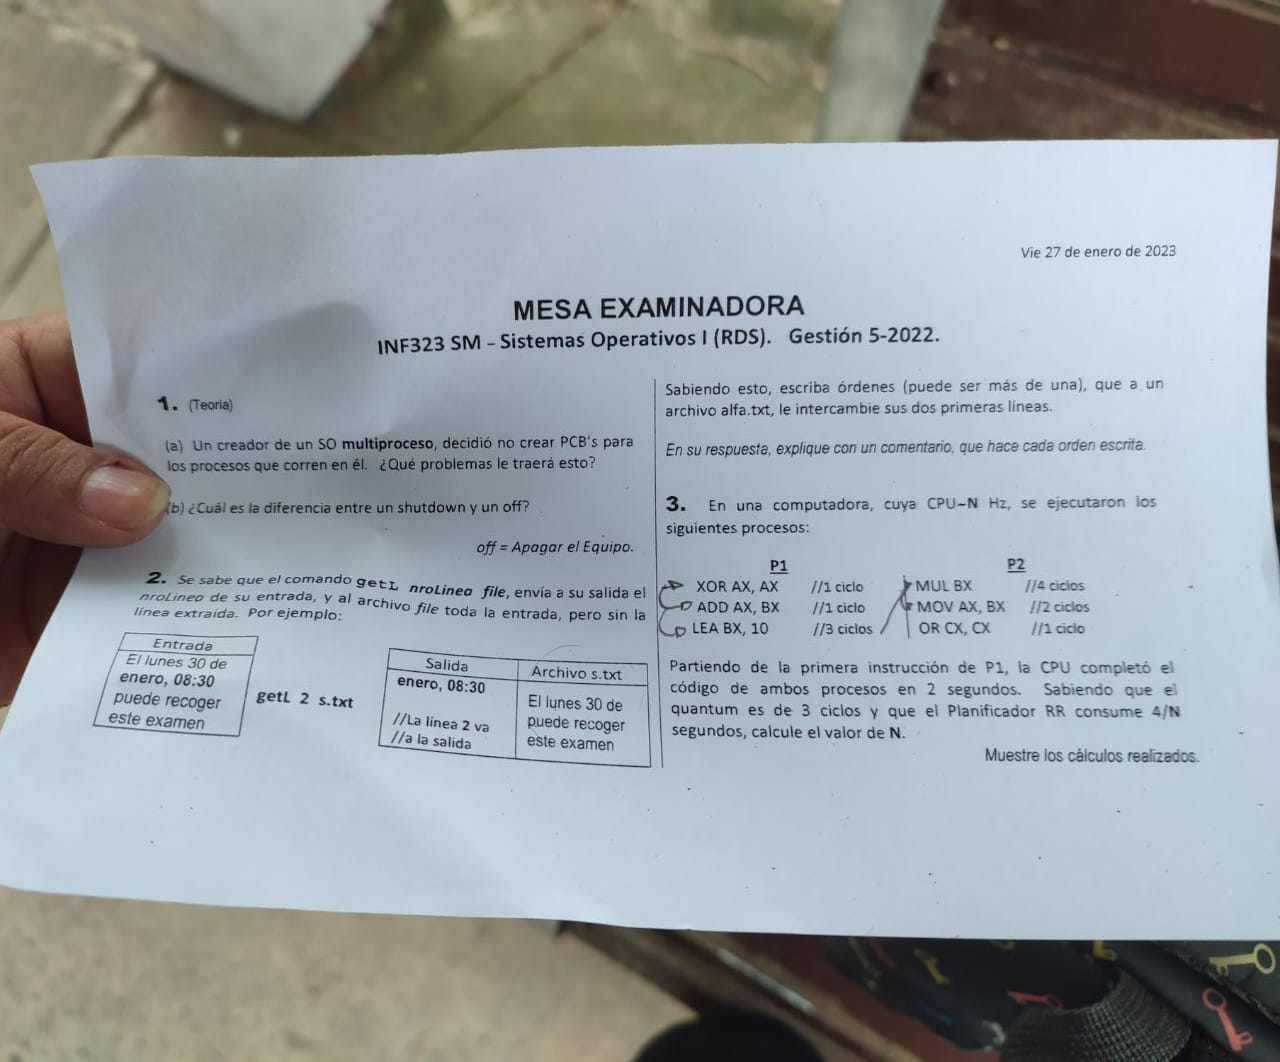 Vie 27 de enero de 2023
MESA EXAMINADORA
INF323 SM – Sistemas Operativos I (RDS). Gestión 5-2022.
1. (Teoria)
(a) Un creador de un SO multiproceso, decidió no crear PCB's para
los procesos que corren en él. ¿Qué problemas le traerá esto?
(b) ¿Cuál es la diferencia entre un shutdown y un off?
off = Apagar el Equipo.
2. Se sabe que el comando getL nroLinea file, envía a su salida el
nroLinea de su entrada, y al archivo file toda la entrada, pero sin la
línea extraída. Por ejemplo:
Entrada
El lunes 30 de
enero, 08:30
puede recoger
este examen
getL 2 s.txt
Salida
enero, 08:30
//La línea 2 va
//a la salida
Archivo s.txt
El lunes 30 de
puede recoger
este examen
Sabiendo esto, escriba órdenes (puede ser más de una), que a un
archivo alfa.txt, le intercambie sus dos primeras líneas.
En su respuesta, explique con un comentario, que hace cada orden escrita.
3. En una computadora, cuya CPU~N Hz, se ejecutaron los
siguientes procesos:
P1
XOR AX, AX //1 ciclo
ADD AX, BX //1 ciclo
LEA BX, 10 //3 ciclos
P2
MUL BX //4 ciclos
MOV AX, BX //2 ciclos
OR CX, CX //1 ciclo
Partiendo de la primera instrucción de P1, la CPU completó el
código de ambos procesos en 2 segundos. Sabiendo que el
quantum es de 3 ciclos y que el Planificador RR consume 4/N
segundos, calcule el valor de N.
Muestre los cálculos realizados.